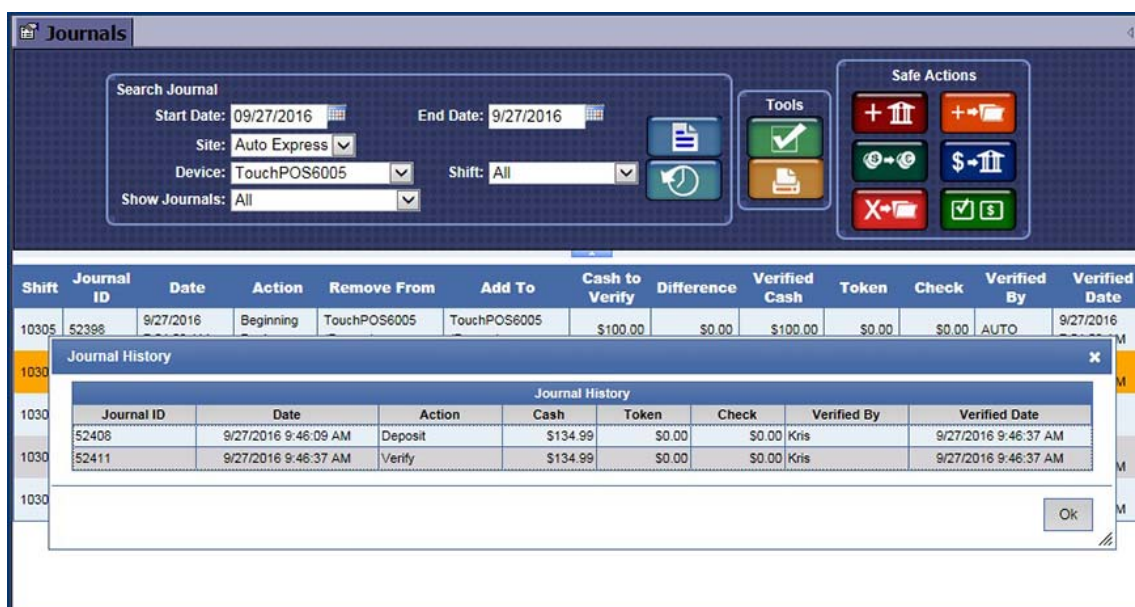 Journals
Search Journal
Start Date: 09/27/2016 End Date: 9/27/2016
Site: Auto Express
Device: TouchPOS6005 Shift: All
Show Journals: All
Tools
Safe Actions
Shift Journal ID Date Action Remove From Add To Cash to Verify Difference Verified Cash Token Check Verified By Verified Date
10305 52398 9/27/2016 Beginning TouchPOS6005 TouchPOS6005 $100.00 $0.00 $100.00 $0.00 $0.00 AUTO 9/27/2016
Journal History
Journal History
Journal ID Date Action Cash Token Check Verified By Verified Date
52408 9/27/2016 9:46:09 AM Deposit $134.99 $0.00 $0.00 Kris 9/27/2016 9:46:37 AM
52411 9/27/2016 9:46:37 AM Verify $134.99 $0.00 $0.00 Kris 9/27/2016 9:46:37 AM
1030 M
1030
1030 M
1030 M
Ok